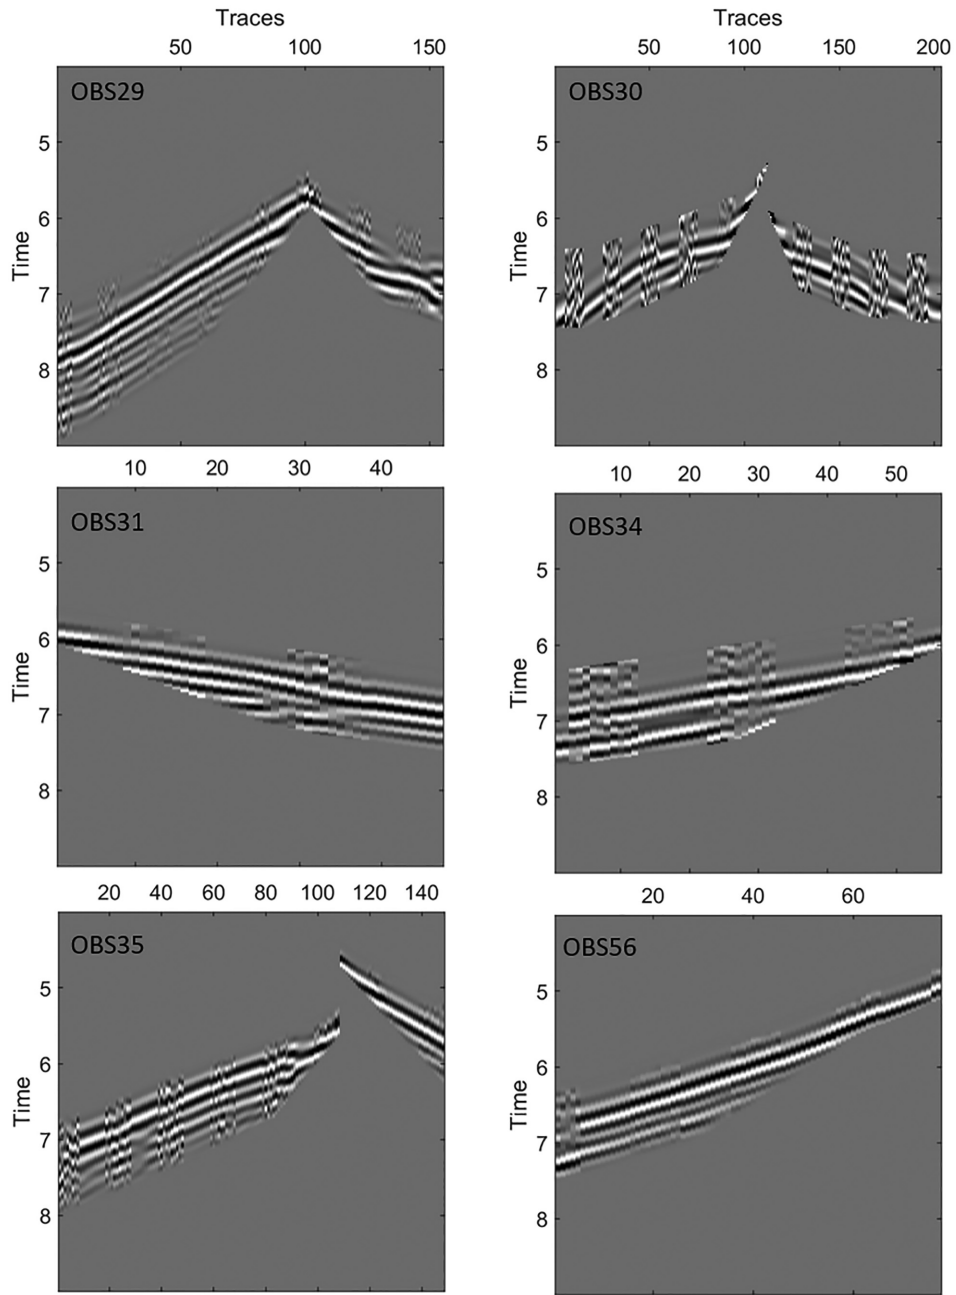 Traces Traces
50 100 150 50 100 150 200
OBS29 OBS30
5 5
Time 6 Time 6
7 7
8 8
10 20 30 40 10 20 30 40 50
OBS31 OBS34
5 5
Time 6 Time 6
7 7
8 8
20 40 60 80 100 120 140 20 40 60
OBS35 OBS56
5 5
Time 6 Time 6
7 7
8 8